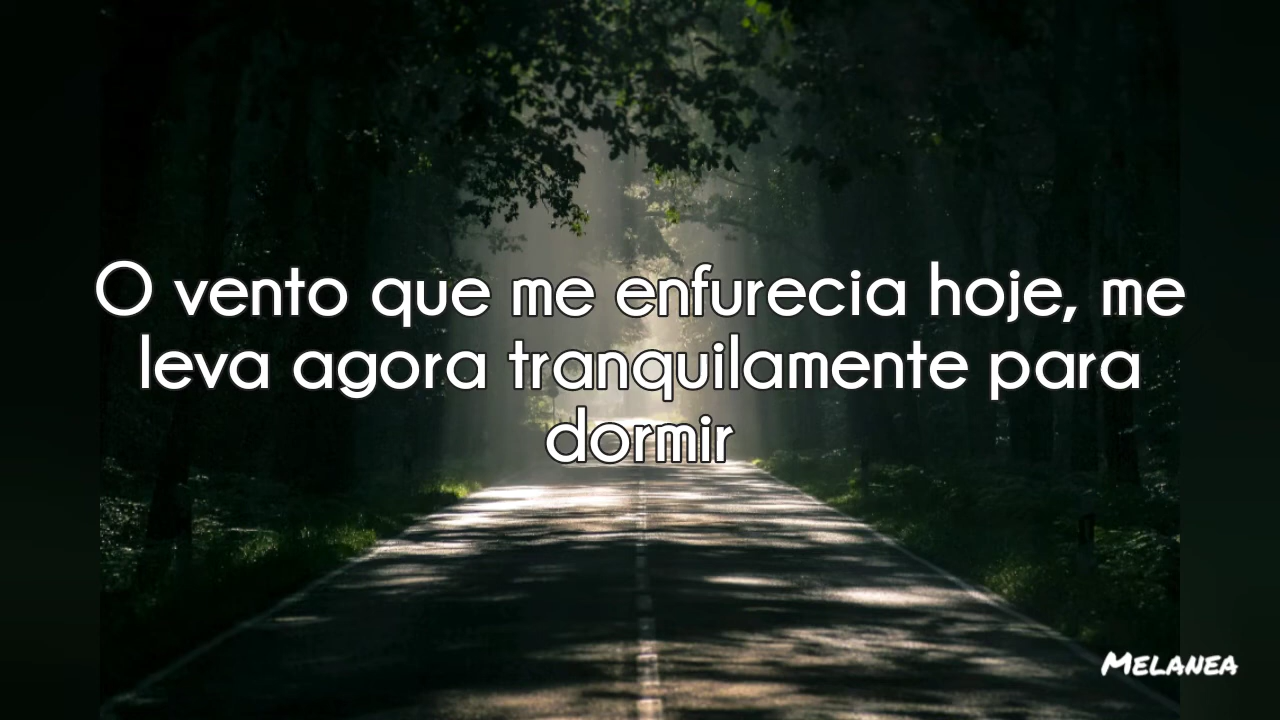 O vento que me enfurecia hoje, me
leva agora tranquilamente para
dormir
Melanea